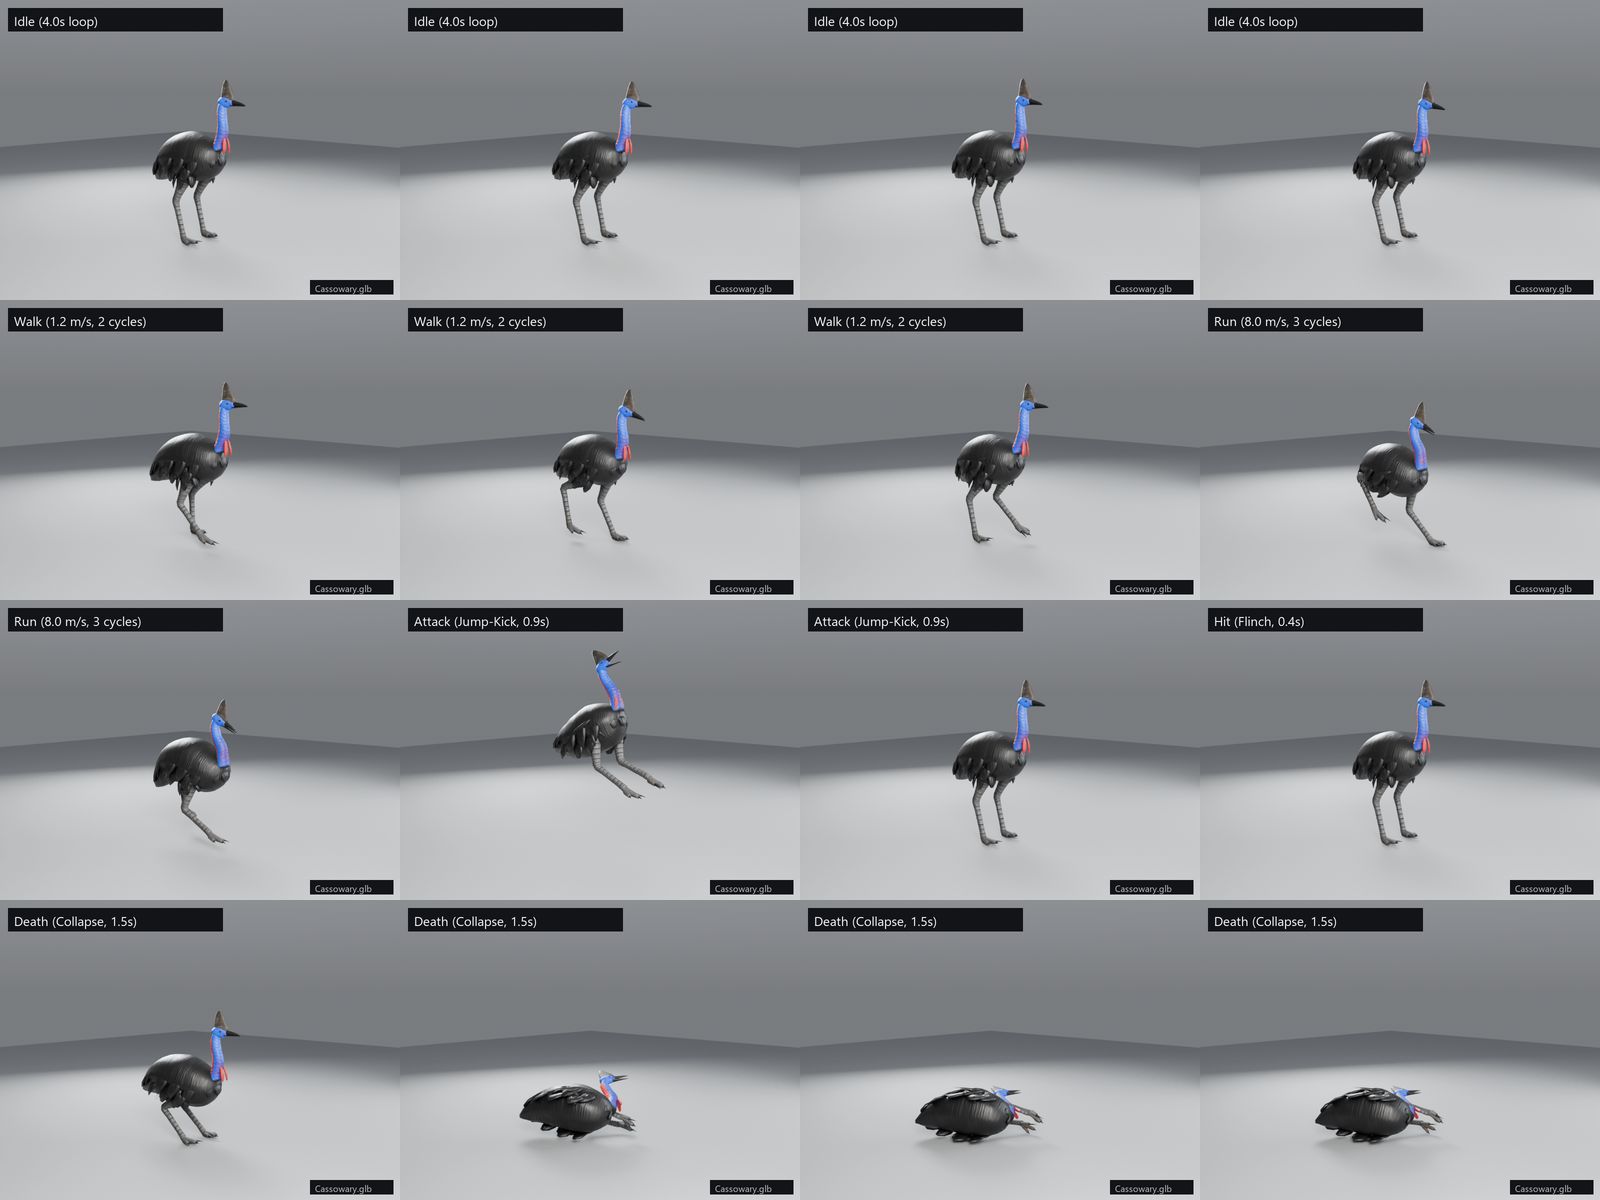 Idle (4.0s loop)
Idle (4.0s loop)
Idle (4.0s loop)
Idle (4.0s loop)
Cassowary.glb
Cassowary.glb
Cassowary.glb
Cassowary.glb
Walk (1.2 m/s, 2 cycles)
Walk (1.2 m/s, 2 cycles)
Walk (1.2 m/s, 2 cycles)
Run (8.0 m/s, 3 cycles)
Cassowary.glb
Cassowary.glb
Cassowary.glb
Cassowary.glb
Run (8.0 m/s, 3 cycles)
Attack (Jump-Kick, 0.9s)
Attack (Jump-Kick, 0.9s)
Hit (Flinch, 0.4s)
Cassowary.glb
Cassowary.glb
Cassowary.glb
Cassowary.glb
Death (Collapse, 1.5s)
Death (Collapse, 1.5s)
Death (Collapse, 1.5s)
Death (Collapse, 1.5s)
Cassowary.glb
Cassowary.glb
Cassowary.glb
Cassowary.glb